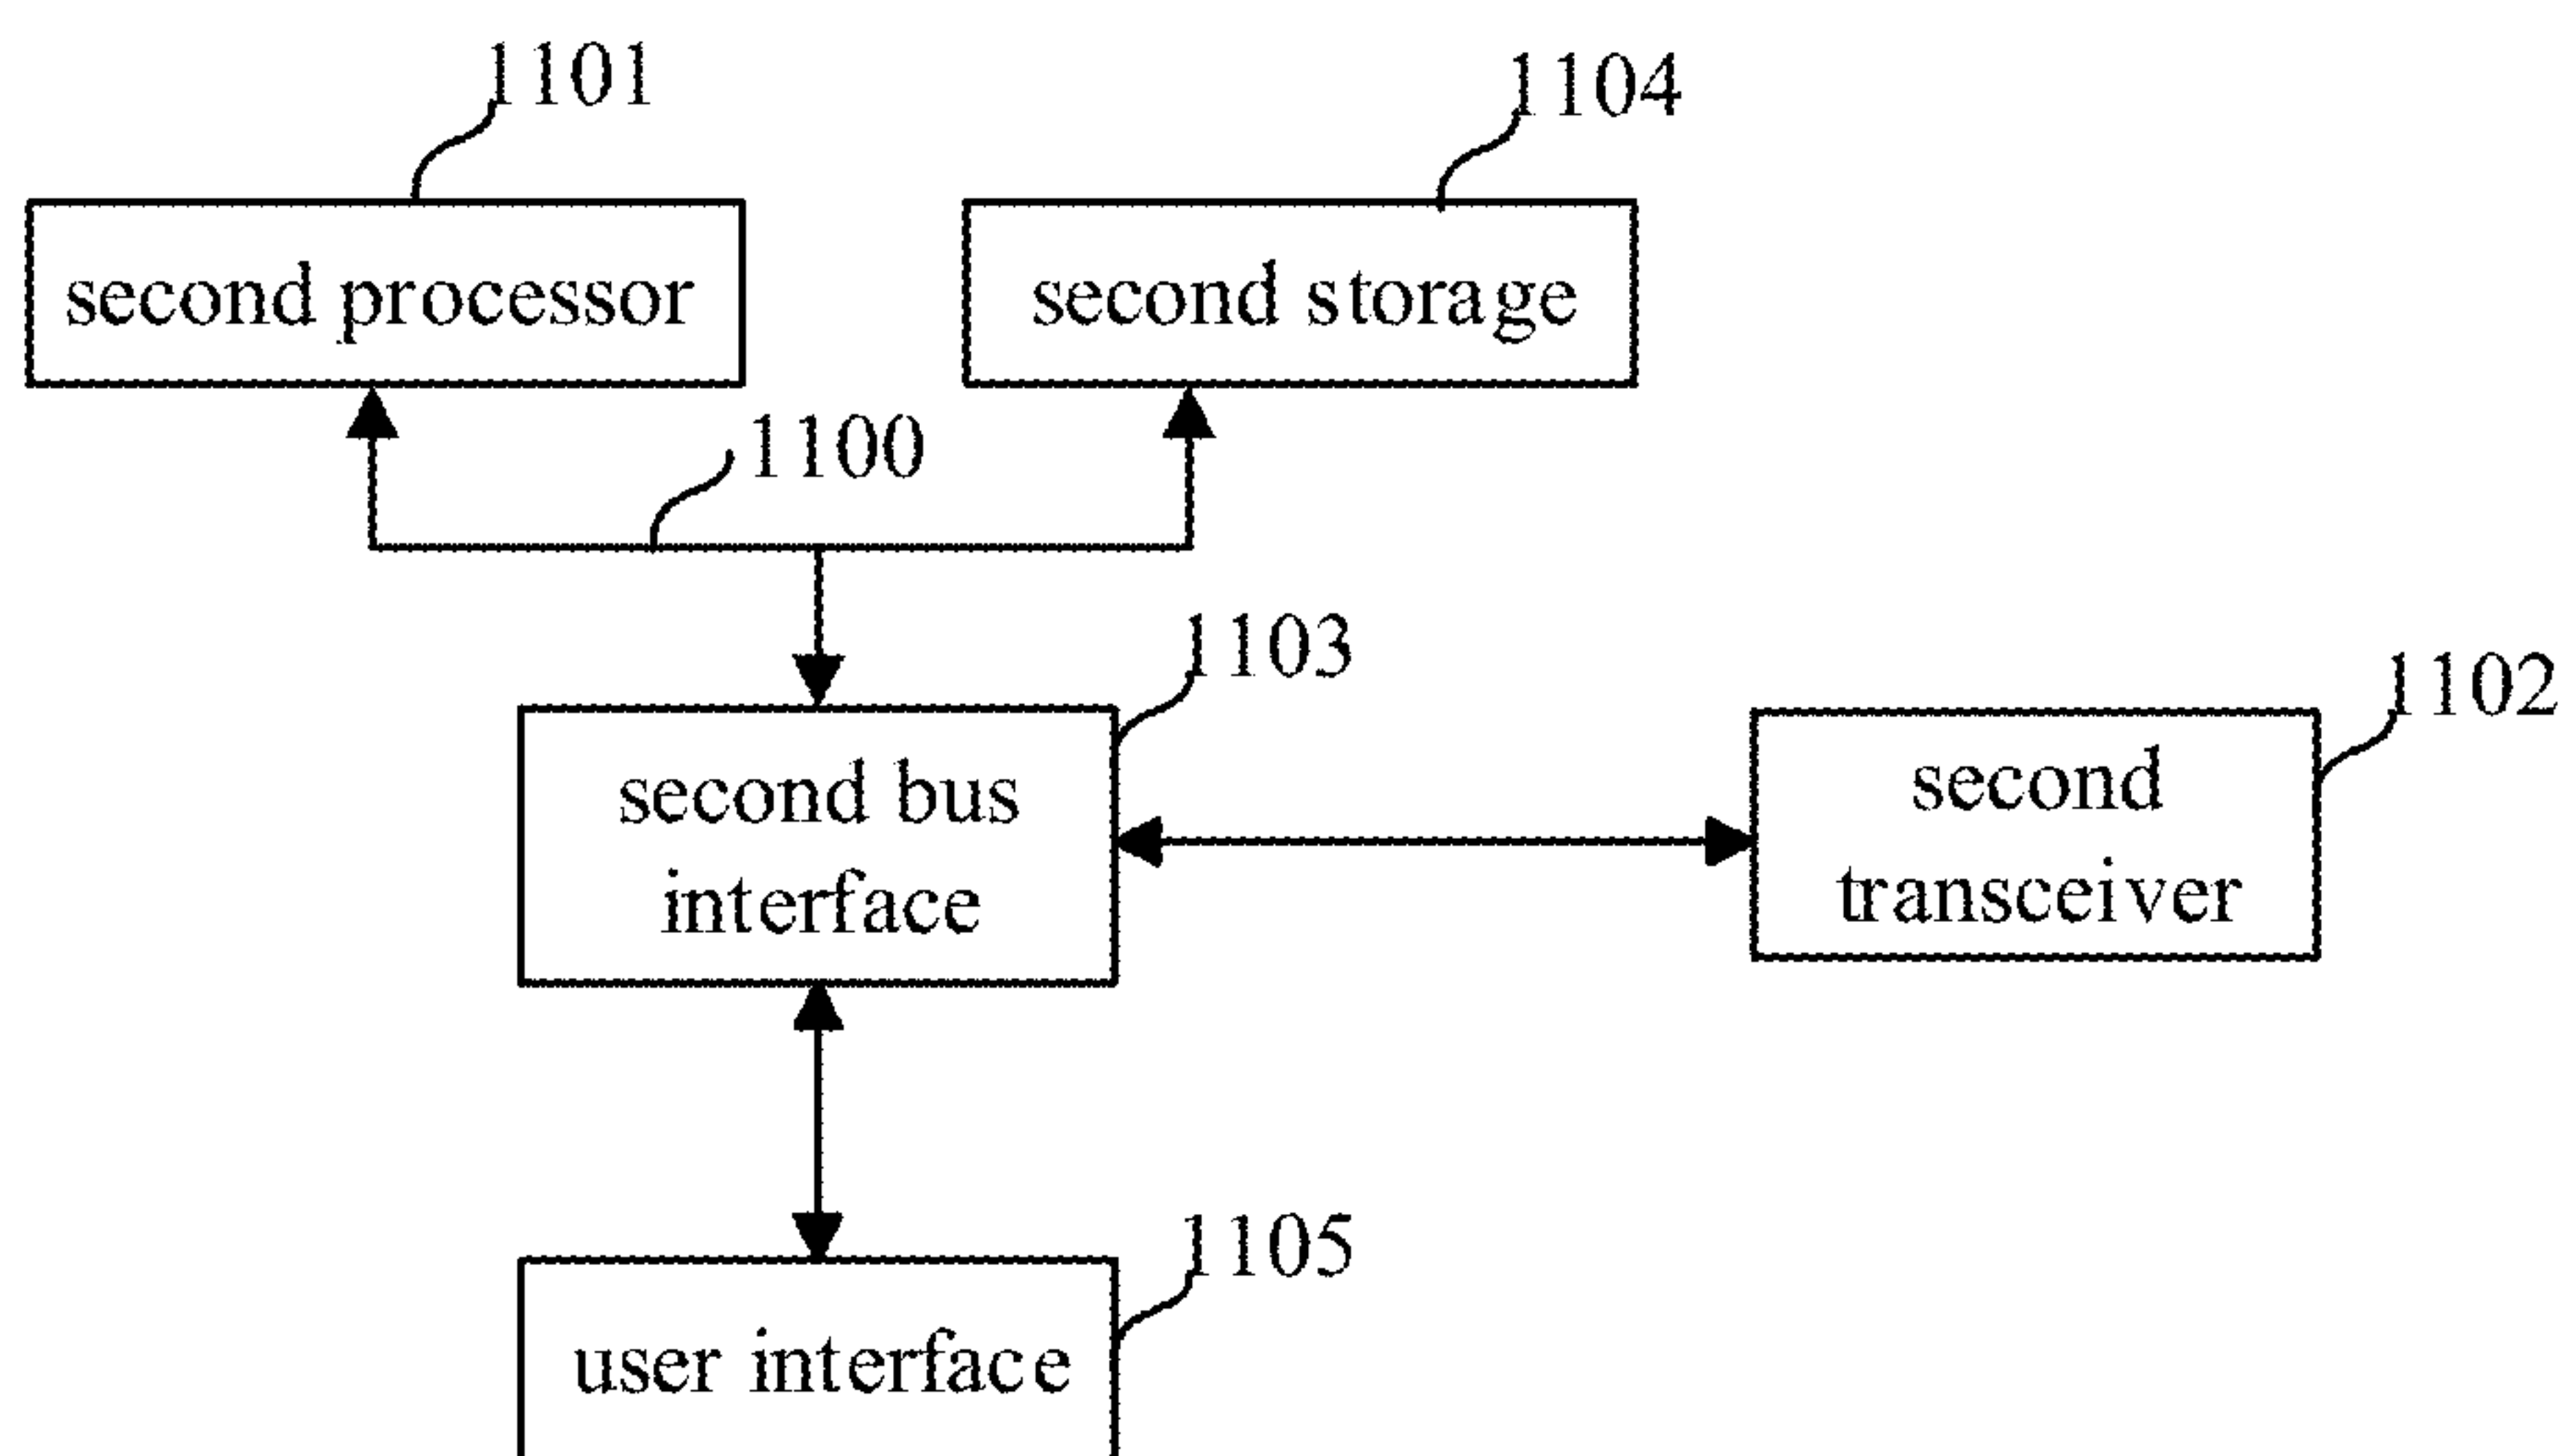 1101
1104
second processor
second storage
1100
1103
1102
second bus
interface
second
transceiver
1105
user interface